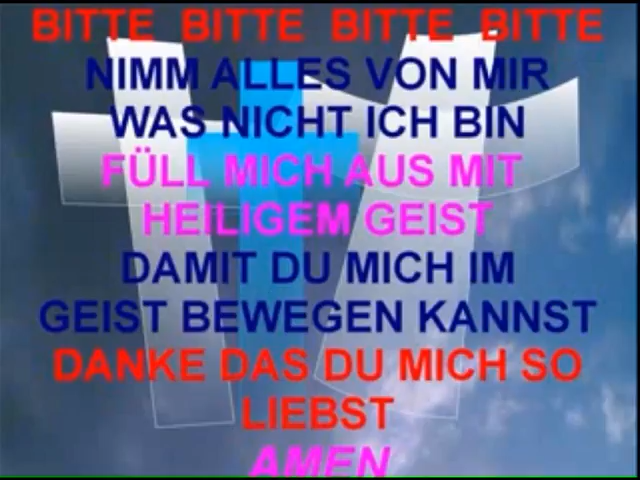 BITTE BITTE BITTE BITTE
NIMM ALLES VON MIR
WAS NICHT ICH BIN
FÜLL MICH AUS MIT
HEILIGEM GEIST
DAMIT DU MICH IM
GEIST BEWEGEN KANNST
DANKE DAS DU MICH SO
LIEBST
AMEN